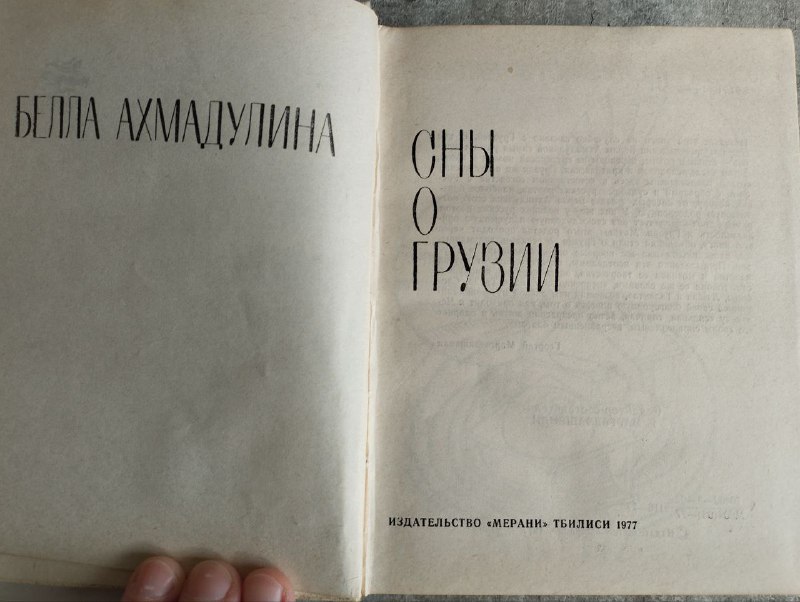 БЕЛЛА АХМАДУЛИНА
СНЫ
О
ГРУЗИИ
ИЗДАТЕЛЬСТВО «МЕРАНИ» ТБИЛИСИ 1977